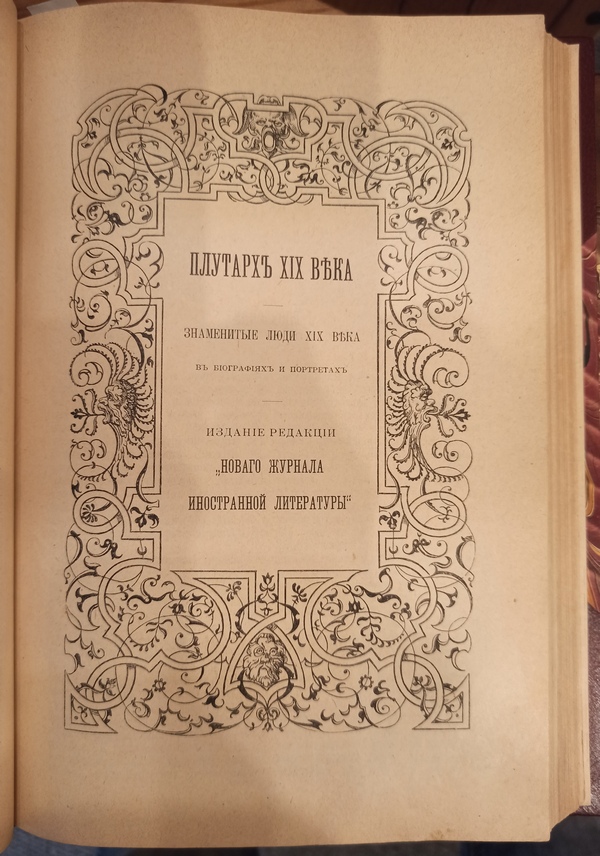 ПЛУТАРХЪ XIX ВѢКА
ЗНАМЕНИТЫЕ ЛЮДИ XIX ВѢКА
ВЪ БІОГРАФІЯХЪ И ПОРТРЕТАХЪ
ИЗДАНІЕ РЕДАКЦІИ
„НОВАГО ЖУРНАЛА
ИНОСТРАННОЙ ЛИТЕРАТУРЫ“